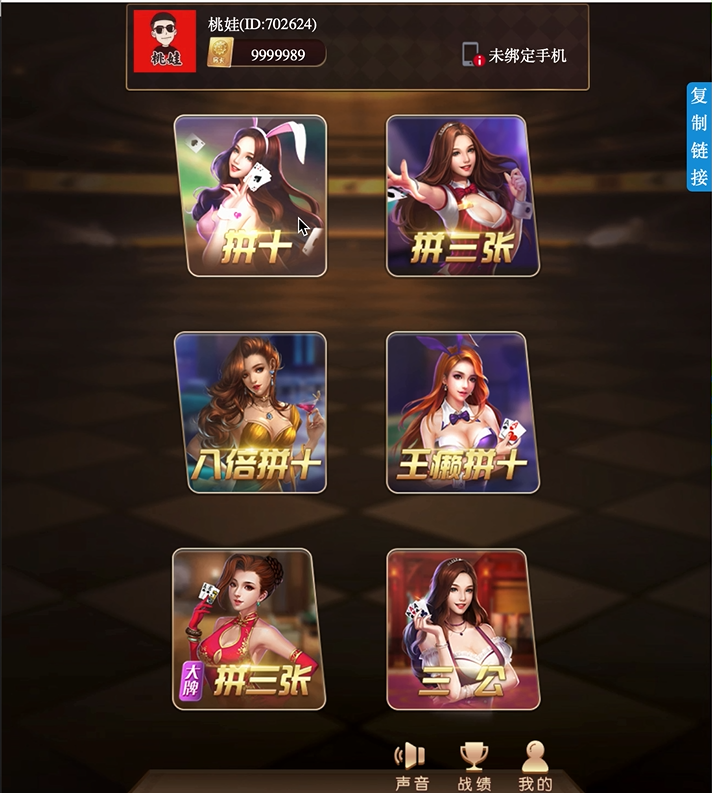 桃娃(ID:702624)
桃娃
9999989
未绑定手机
复制链接
拼十
拼三张
八倍拼十
王癞拼十
大牌
拼三张
三公
声音
战绩
我的